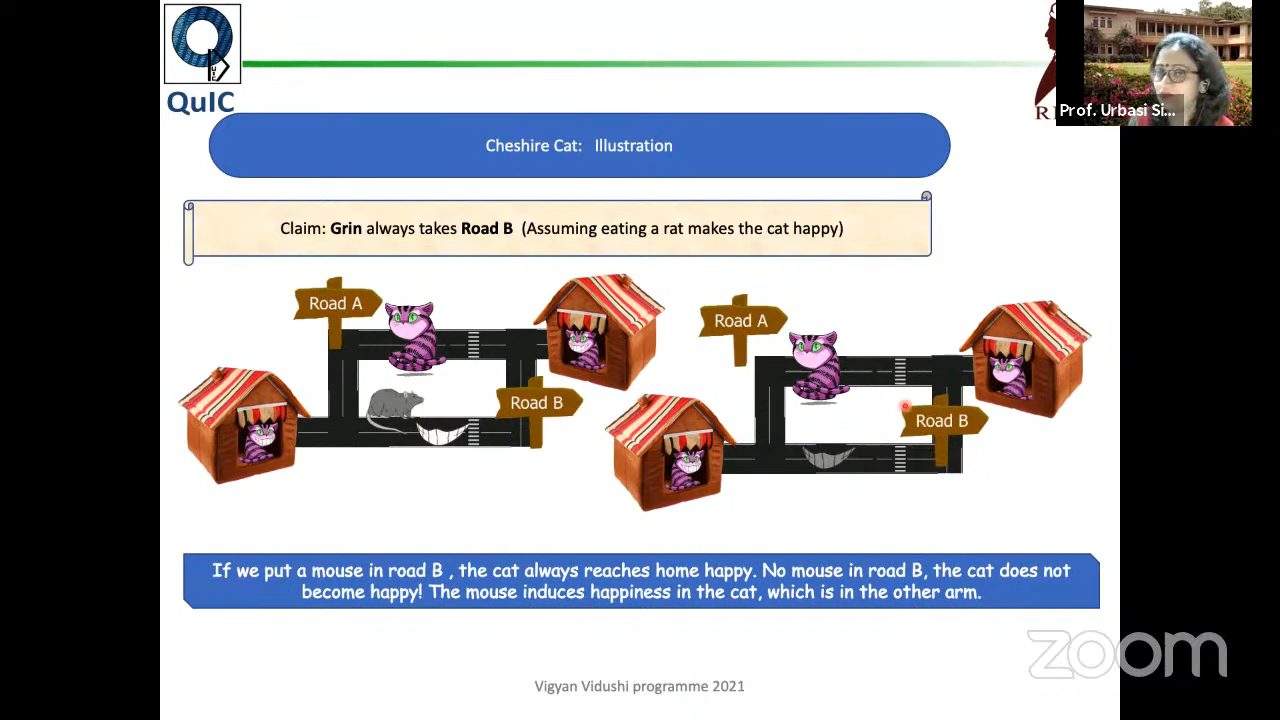 QuIC
Prof. Urbasi Si...
Cheshire Cat: Illustration
Claim: Grin always takes Road B (Assuming eating a rat makes the cat happy)
Road A
Road B
Road A
Road B
If we put a mouse in road B , the cat always reaches home happy. No mouse in road B, the cat does not
become happy! The mouse induces happiness in the cat, which is in the other arm.
zoom
Vigyan Vidushi programme 2021